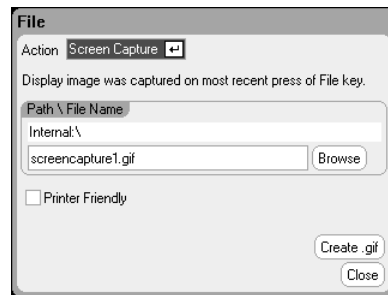 File
Action Screen Capture
Display image was captured on most recent press of File key.
Path \ File Name
Internal:\
screencapture1.gif Browse
Printer Friendly
Create .gif
Close